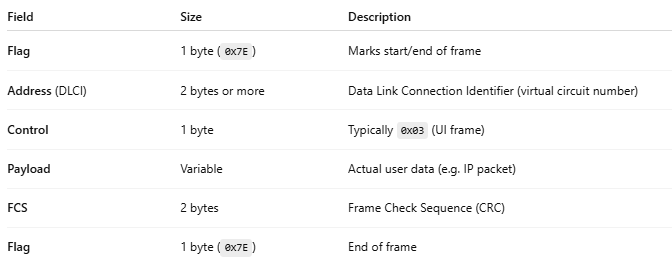 Field Size Description
Flag 1 byte (0x7E) Marks start/end of frame
Address (DLCI) 2 bytes or more Data Link Connection Identifier (virtual circuit number)
Control 1 byte Typically 0x03 (UI frame)
Payload Variable Actual user data (e.g. IP packet)
FCS 2 bytes Frame Check Sequence (CRC)
Flag 1 byte (0x7E) End of frame